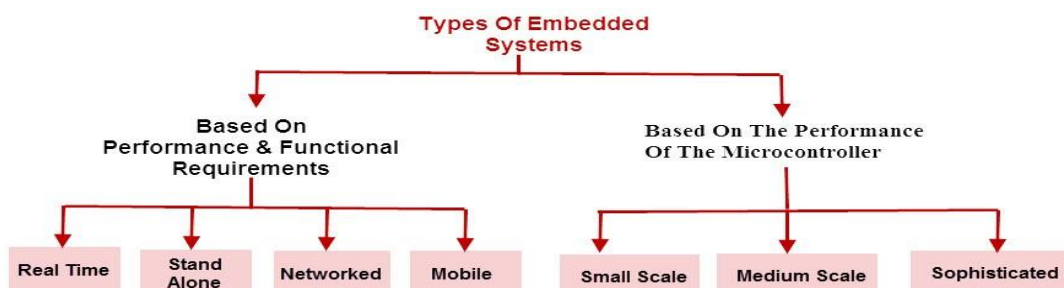 Types Of Embedded
Systems
Based On
Performance & Functional
Requirements
Based On The Performance
Of The Microcontroller
Real Time
Stand
Alone
Networked
Mobile
Small Scale
Medium Scale
Sophisticated